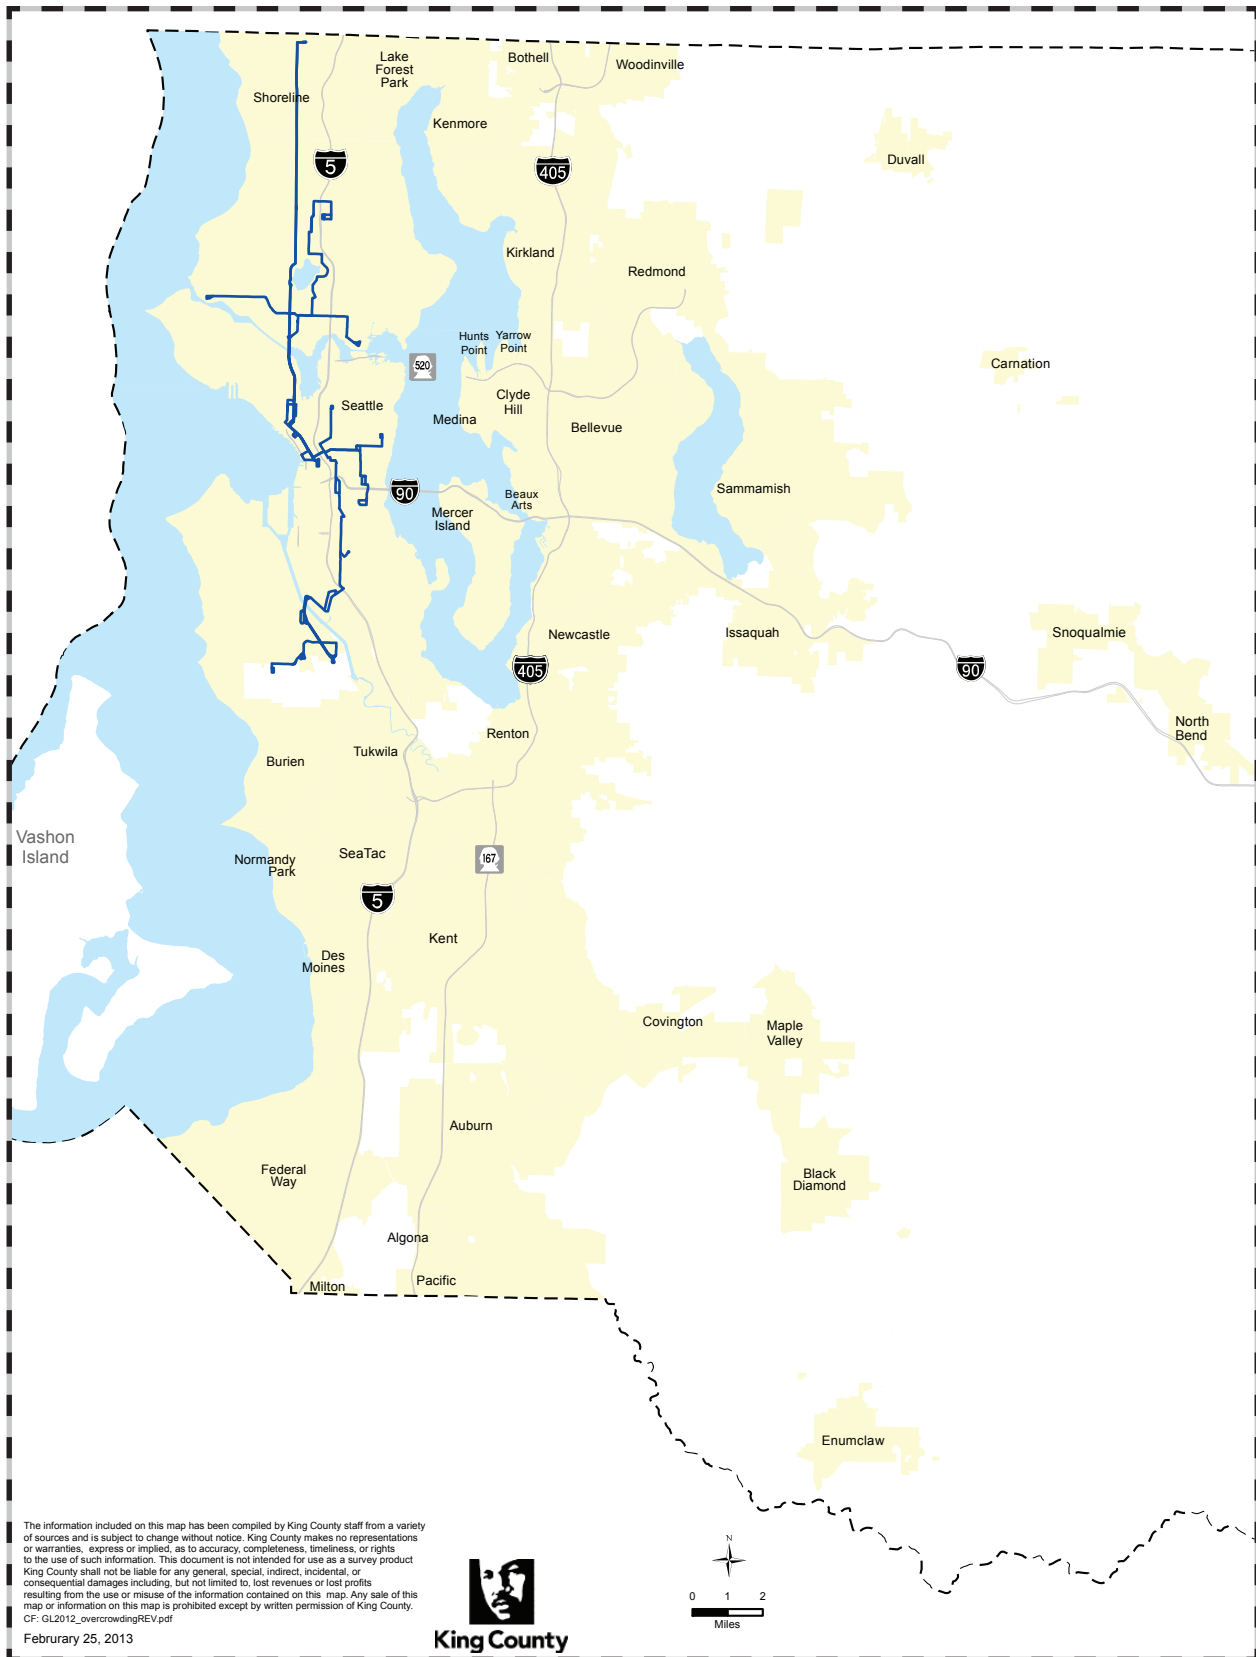 Lake
Forest
Park
Bothell
Woodinville
Shoreline
Kenmore
Duvall
5
405
Kirkland
Redmond
Hunts
Point
Yarrow
Point
520
Carnation
Clyde
Hill
Seattle
Medina
Bellevue
90
Beaux
Arts
Sammamish
Mercer
Island
Newcastle
Issaquah
Snoqualmie
405
90
North
Bend
Renton
Tukwila
Burien
Vashon
Island
SeaTac
Normandy
Park
167
5
Kent
Des
Moines
Covington
Maple
Valley
Auburn
Federal
Way
Black
Diamond
Algona
Pacific
Milton
Enumclaw
The information included on this map has been compiled by King County staff from a variety
of sources and is subject to change without notice. King County makes no representations
or warranties, express or implied, as to accuracy, completeness, timeliness, or rights
to the use of such information. This document is not intended for use as a survey product
King County shall not be liable for any general, special, indirect, incidental, or
consequential damages including, but not limited to, lost revenues or lost profits
resulting from the use or misuse of the information contained on this map. Any sale of this
map or information on this map is prohibited except by written permission of King County.
CF: GL2012_overcrowdingREV.pdf
Februrary 25, 2013
King County
N
0 1 2
Miles